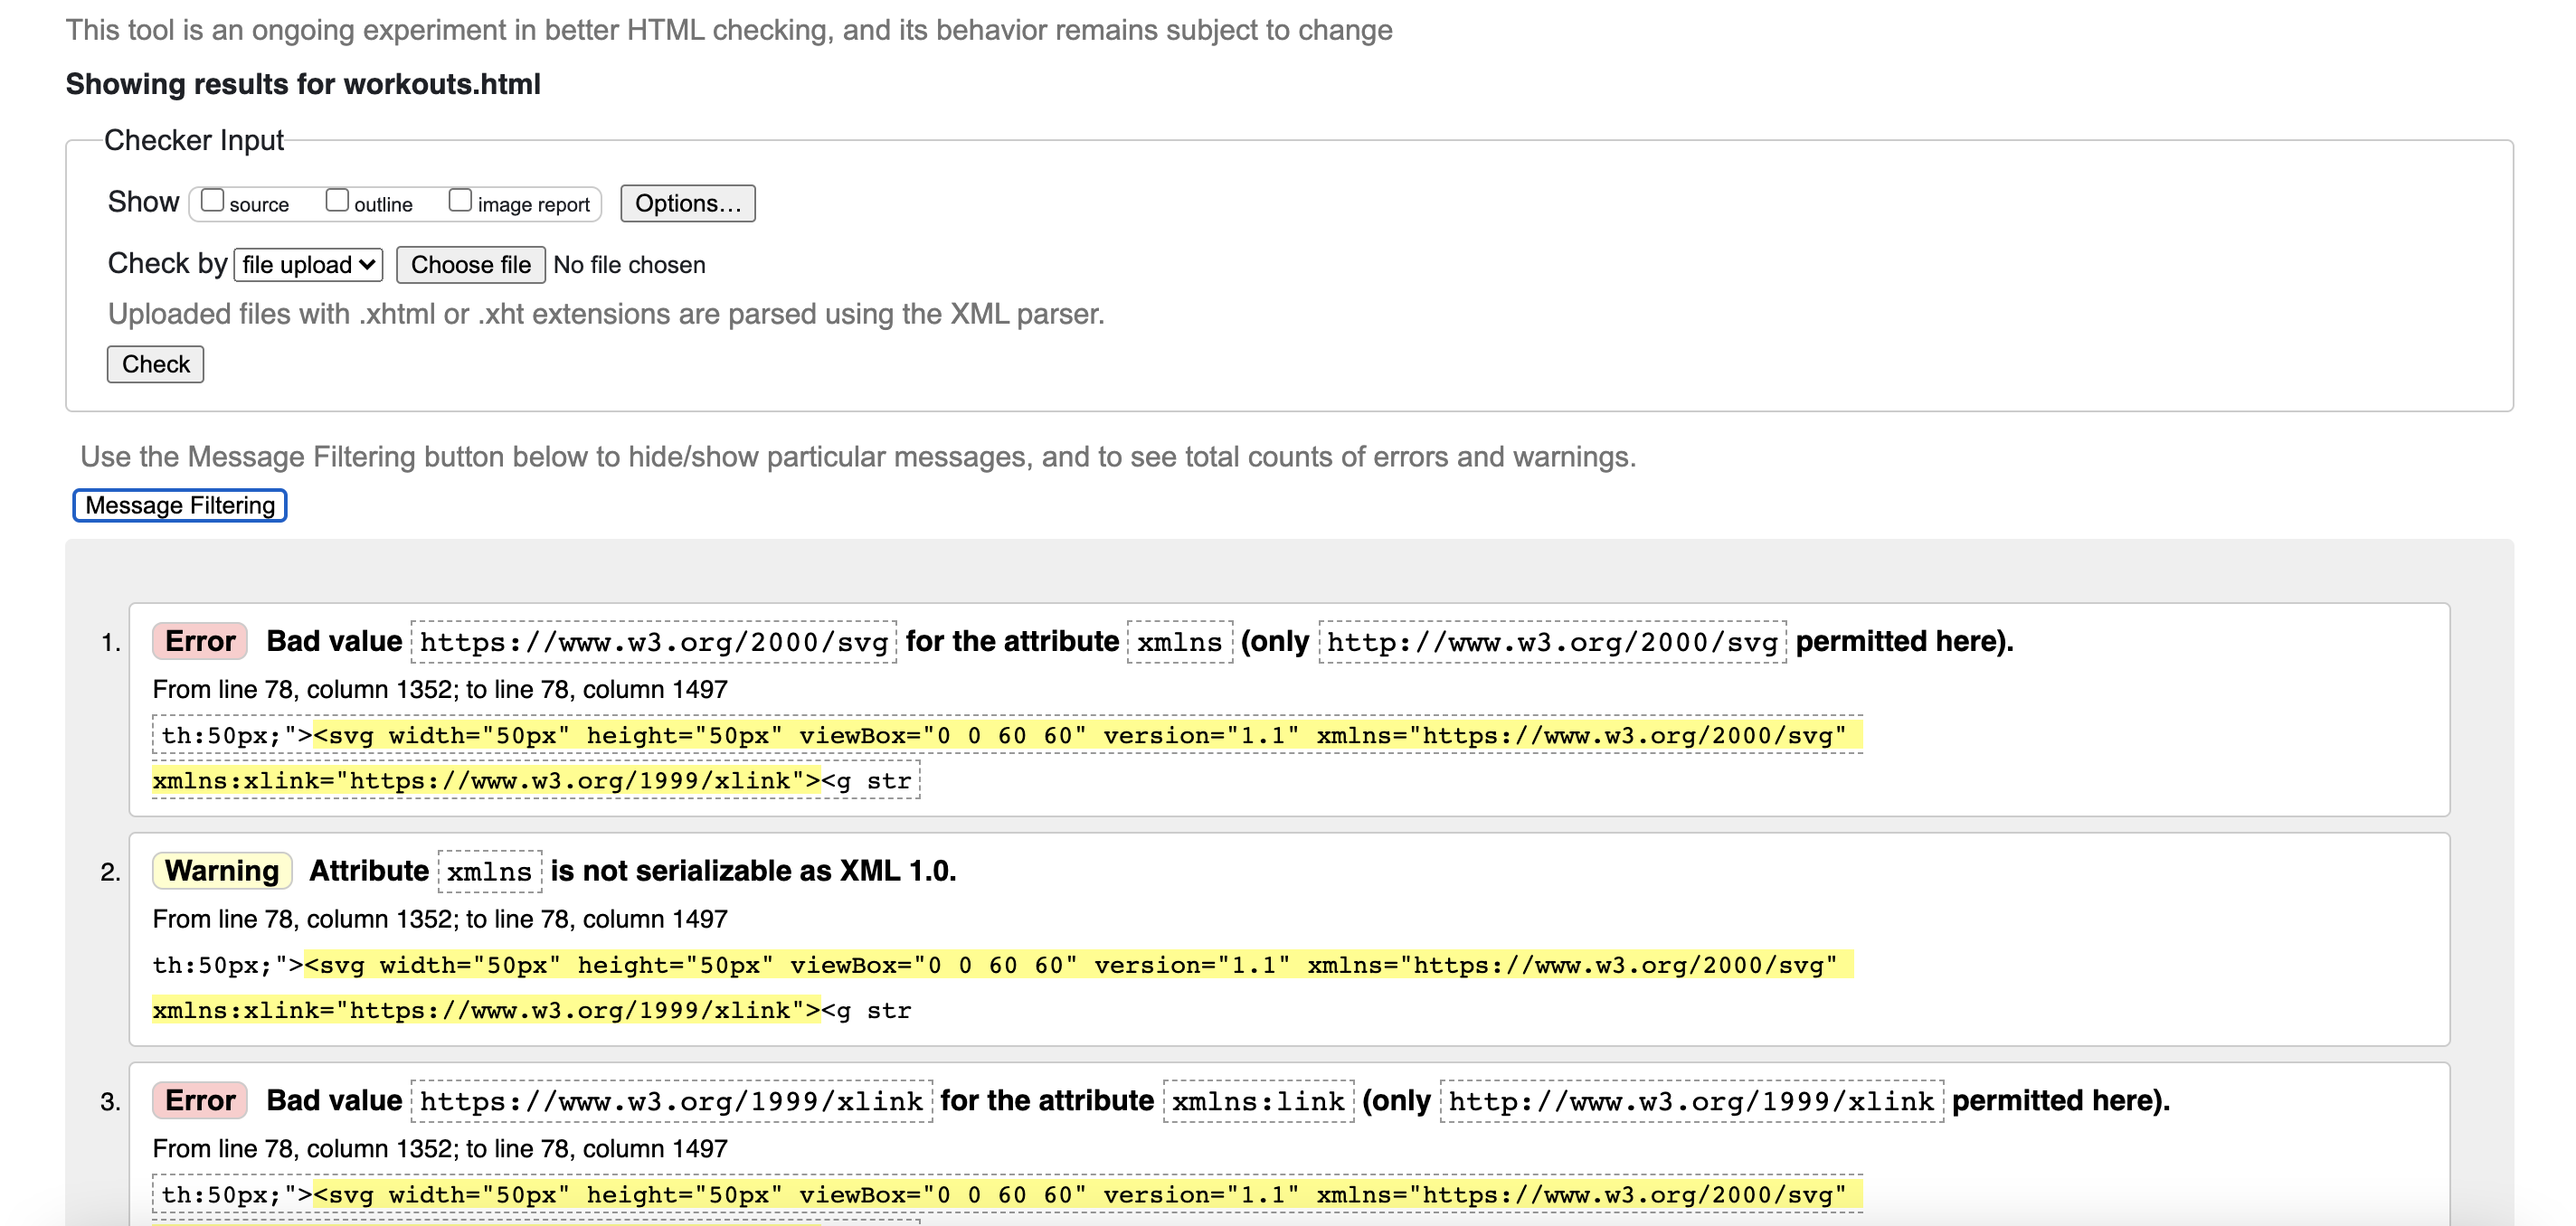 This tool is an ongoing experiment in better HTML checking, and its behavior remains subject to change
Showing results for workouts.html
Checker Input
Show source outline image report Options...
Check by file upload Choose file No file chosen
Uploaded files with .xhtml or .xht extensions are parsed using the XML parser.
Check
Use the Message Filtering button below to hide/show particular messages, and to see total counts of errors and warnings.
Message Filtering
1. Error Bad value https://www.w3.org/2000/svg for the attribute xmlns (only http://www.w3.org/2000/svg permitted here).
From line 78, column 1352; to line 78, column 1497
th:50px;"><svg width="50px" height="50px" viewBox="0 0 60 60" version="1.1" xmlns="https://www.w3.org/2000/svg"
xmlns:xlink="https://www.w3.org/1999/xlink"><g str
2. Warning Attribute xmlns is not serializable as XML 1.0.
From line 78, column 1352; to line 78, column 1497
th:50px;"><svg width="50px" height="50px" viewBox="0 0 60 60" version="1.1" xmlns="https://www.w3.org/2000/svg"
xmlns:xlink="https://www.w3.org/1999/xlink"><g str
3. Error Bad value https://www.w3.org/1999/xlink for the attribute xmlns:link (only http://www.w3.org/1999/xlink permitted here).
From line 78, column 1352; to line 78, column 1497
th:50px;"><svg width="50px" height="50px" viewBox="0 0 60 60" version="1.1" xmlns="https://www.w3.org/2000/svg"